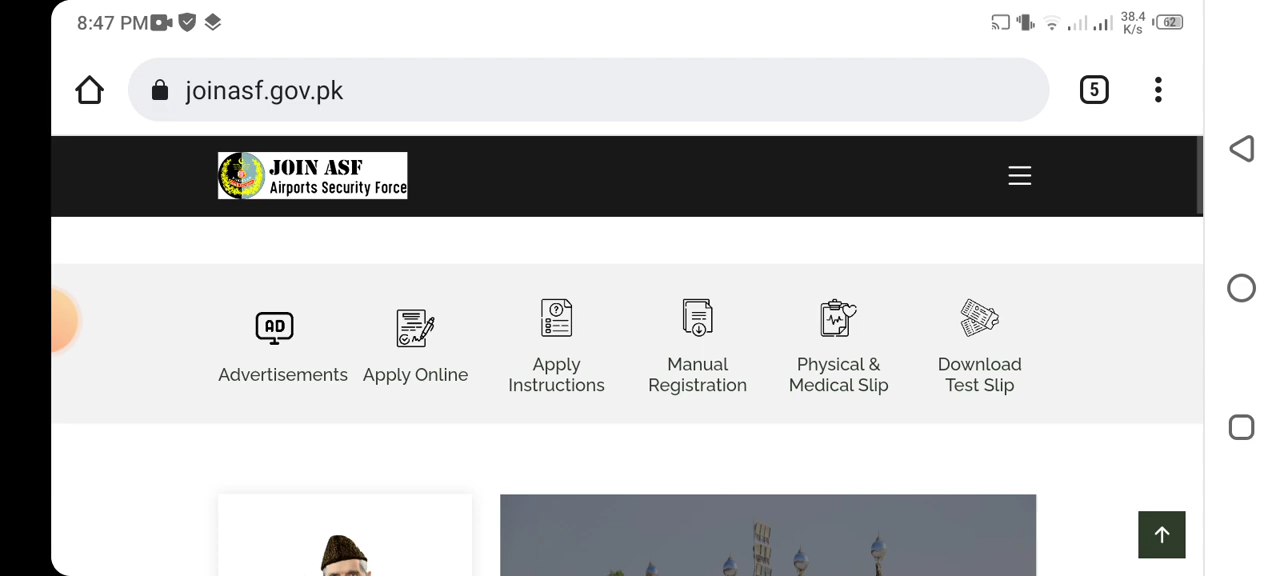 8:47 PM
38.4
K/s
62
joinasf.gov.pk
5
JOIN ASF
Airports Security Force
AD
Advertisements
Apply Online
Apply
Instructions
Manual
Registration
Physical &
Medical Slip
Download
Test Slip